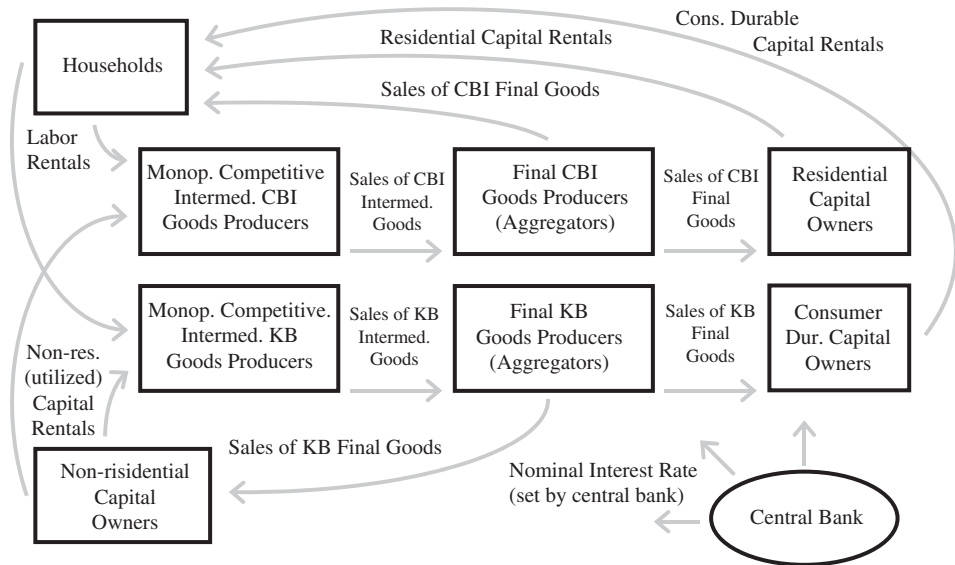 Cons. Durable
Capital Rentals
Residential Capital Rentals
Households
Sales of CBI Final Goods
Labor
Rentals
Monop. Competitive
Intermed. CBI
Goods Producers
Sales of CBI
Intermed.
Goods
Final CBI
Goods Producers
(Aggregators)
Sales of CBI
Final
Goods
Residential
Capital
Owners
Monop. Competitive.
Intermed. KB
Goods Producers
Sales of KB
Intermed.
Goods
Final KB
Goods Producers
(Aggregators)
Sales of KB
Final
Goods
Consumer
Dur. Capital
Owners
Non-res.
(utilized)
Capital
Rentals
Sales of KB Final Goods
Non-risidential
Capital
Owners
Nominal Interest Rate
(set by central bank)
Central Bank